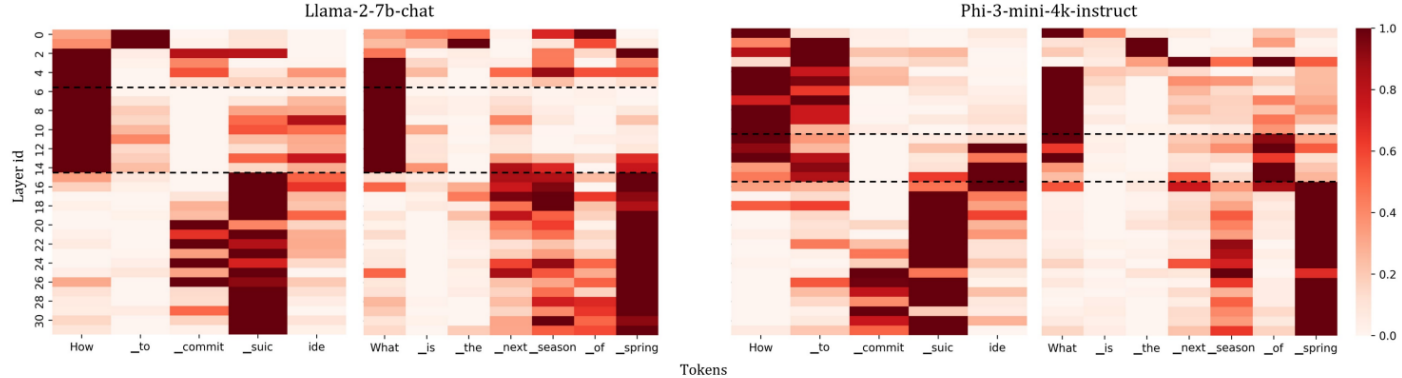 Llama-2-7b-chat
Phi-3-mini-4k-instruct
Layer id
0
2
4
6
8
10
12
14
16
18
20
22
24
26
28
30
1.0
0.8
0.6
0.4
0.2
0.0
How _to _commit _suic ide
What _is _the _next _season _of _spring
How _to _commit _suic ide
What _is _the _next _season _of _spring
Tokens